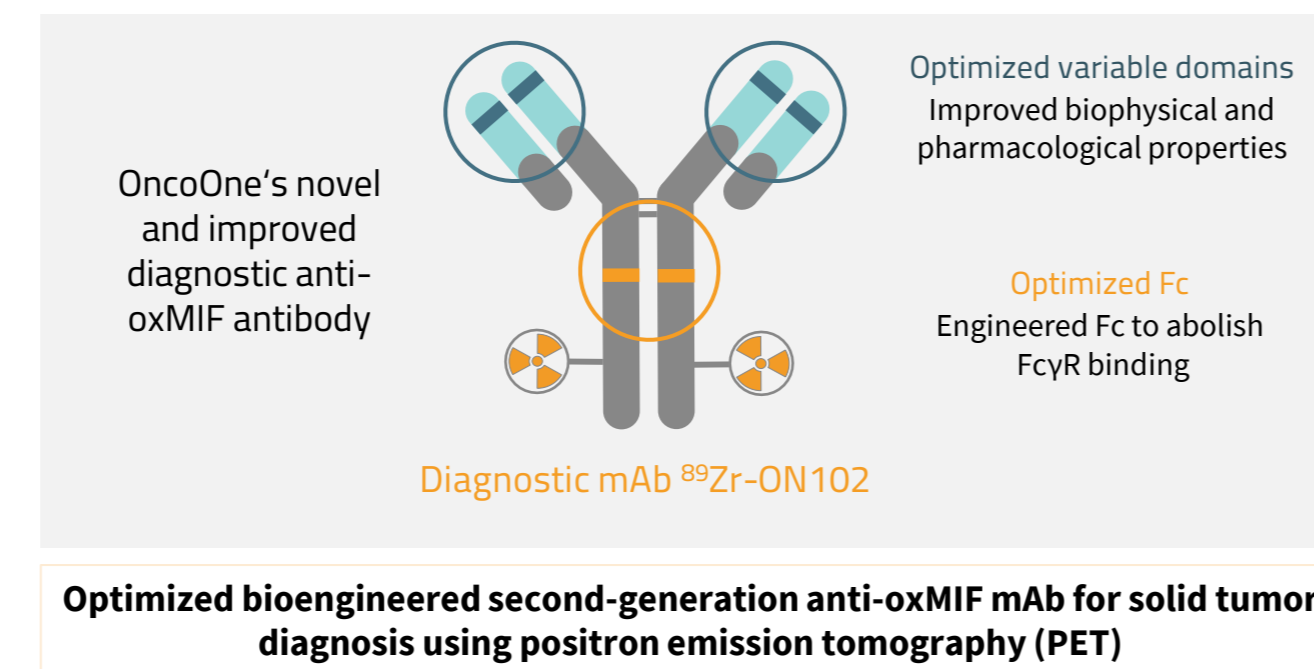 OncoOne‘s novel
and improved
diagnostic anti-
oxMIF antibody
Optimized variable domains
Improved biophysical and
pharmacological properties
Optimized Fc
Engineered Fc to abolish
FcγR binding
Diagnostic mAb ⁸⁹Zr-ON102
Optimized bioengineered second-generation anti-oxMIF mAb for solid tumor
diagnosis using positron emission tomography (PET)